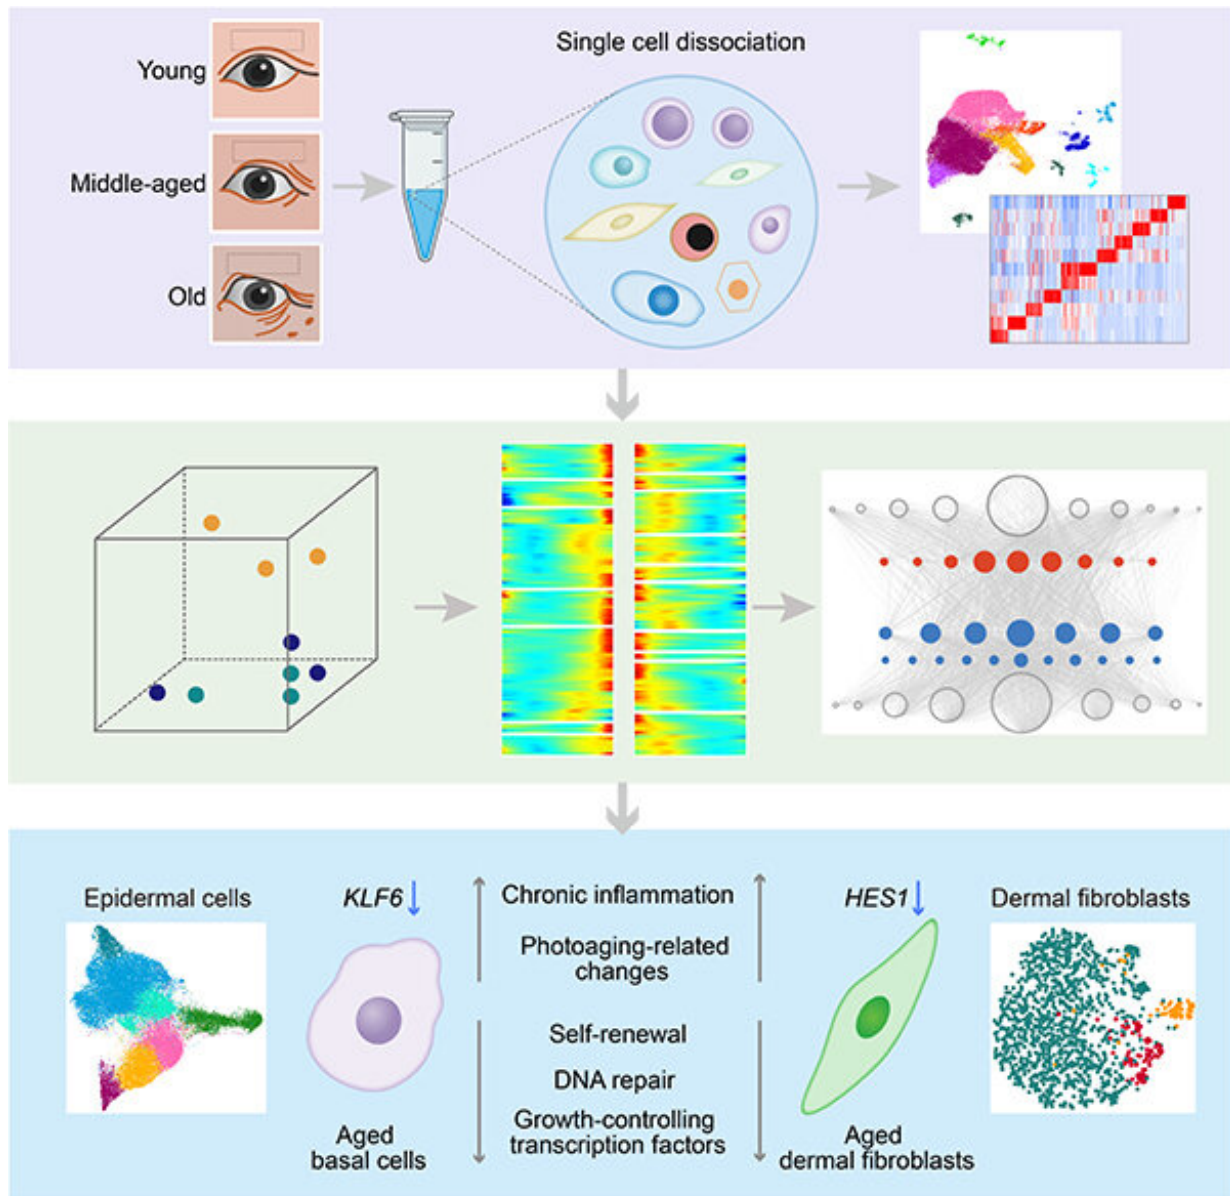 Young
Single cell dissociation
Middle-aged
Old
Epidermal cells
KLF6
Chronic inflammation
HES1
Dermal fibroblasts
Photoaging-related
changes
Self-renewal
DNA repair
Growth-controlling
transcription factors
Aged
basal cells
Aged
dermal fibroblasts